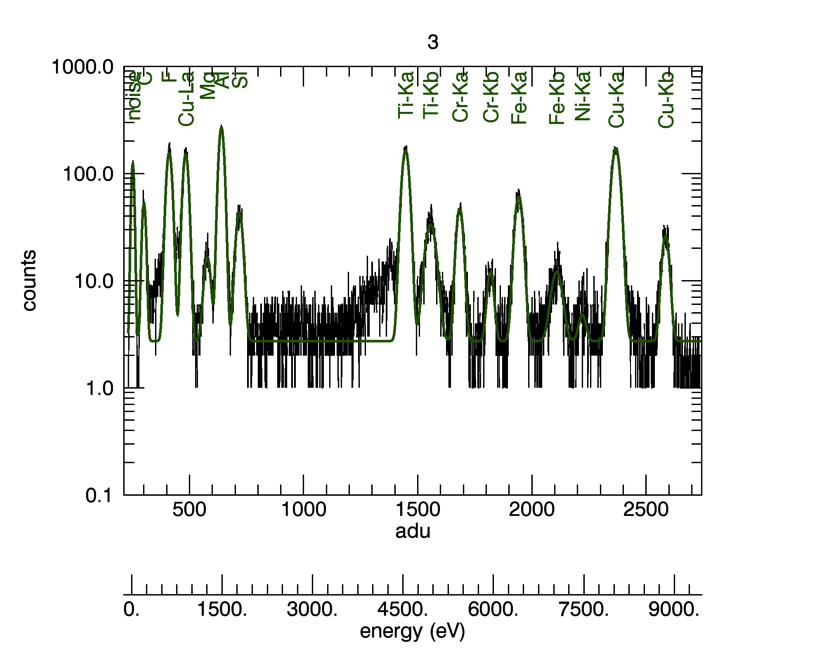 3
1000.0
100.0
10.0
1.0
0.1
counts
noise C F Cu-La Mg Al Si Ti-Ka Ti-Kb Cr-Ka Cr-Kb Fe-Ka Fe-Kb Ni-Ka Cu-Ka Cu-Kb
500 1000 1500 2000 2500
adu
0. 1500. 3000. 4500. 6000. 7500. 9000.
energy (eV)